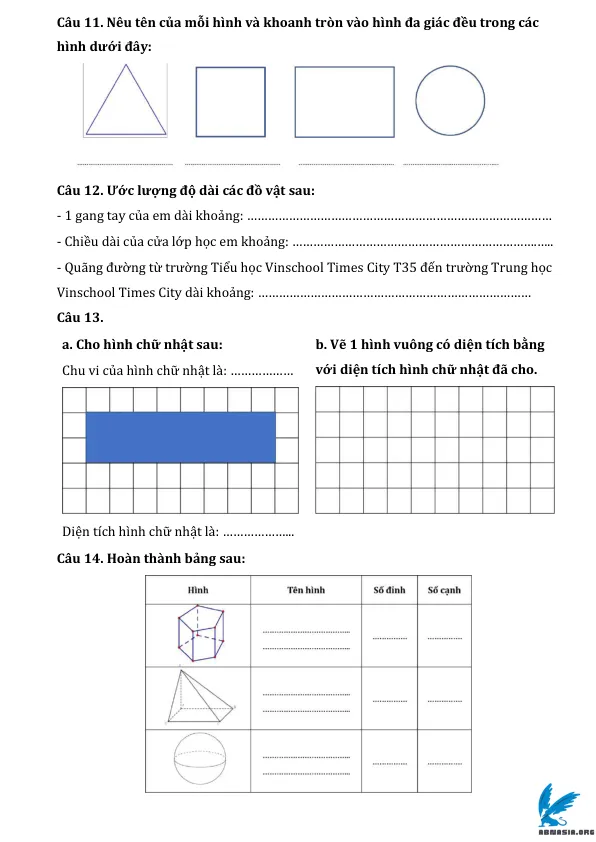 Câu 11. Nêu tên của mỗi hình và khoanh tròn vào hình đa giác đều trong các
hình dưới đây:
............................................. ............................................. ............................................. .............................................
Câu 12. Ước lượng độ dài các đồ vật sau:
- 1 gang tay của em dài khoảng: ……………………………………………………………………………
- Chiều dài của cửa lớp học em khoảng: …………………………………………………………………
- Quãng đường từ trường Tiểu học Vinschool Times City T35 đến trường Trung học
Vinschool Times City dài khoảng: ……………………………………………………………………
Câu 13.
a. Cho hình chữ nhật sau:
Chu vi của hình chữ nhật là: ………………
Diện tích hình chữ nhật là: ………………...
b. Vẽ 1 hình vuông có diện tích bằng
với diện tích hình chữ nhật đã cho.
Câu 14. Hoàn thành bảng sau:
Hình Tên hình Số đỉnh Số cạnh
ABNASIA.ORG